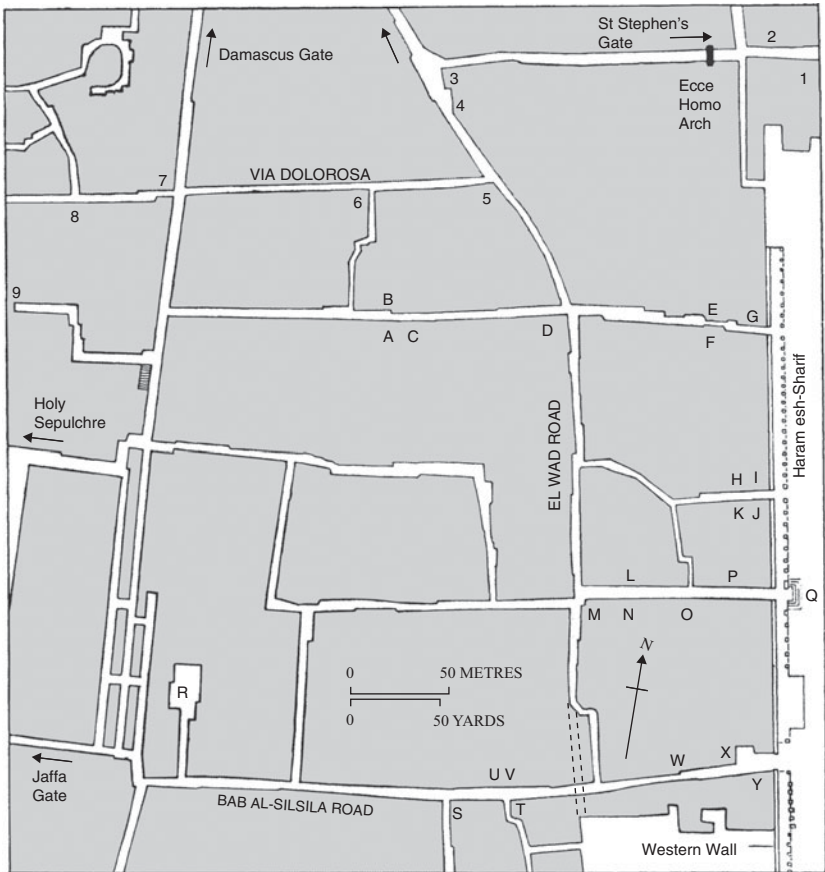 St Stephen's
Gate
2
Damascus Gate
3
Ecce
Homo
Arch
1
4
7
VIA DOLOROSA
8
6
5
9
B
E
G
A
C
D
F
Holy
Sepulchre
EL WAD ROAD
Haram esh-Sharif
H
I
K
J
L
P
Q
M
N
O
N
0
50 METRES
0
50 YARDS
R
Jaffa
Gate
U
V
W
X
Y
BAB AL-SILSILA ROAD
S
T
Western Wall